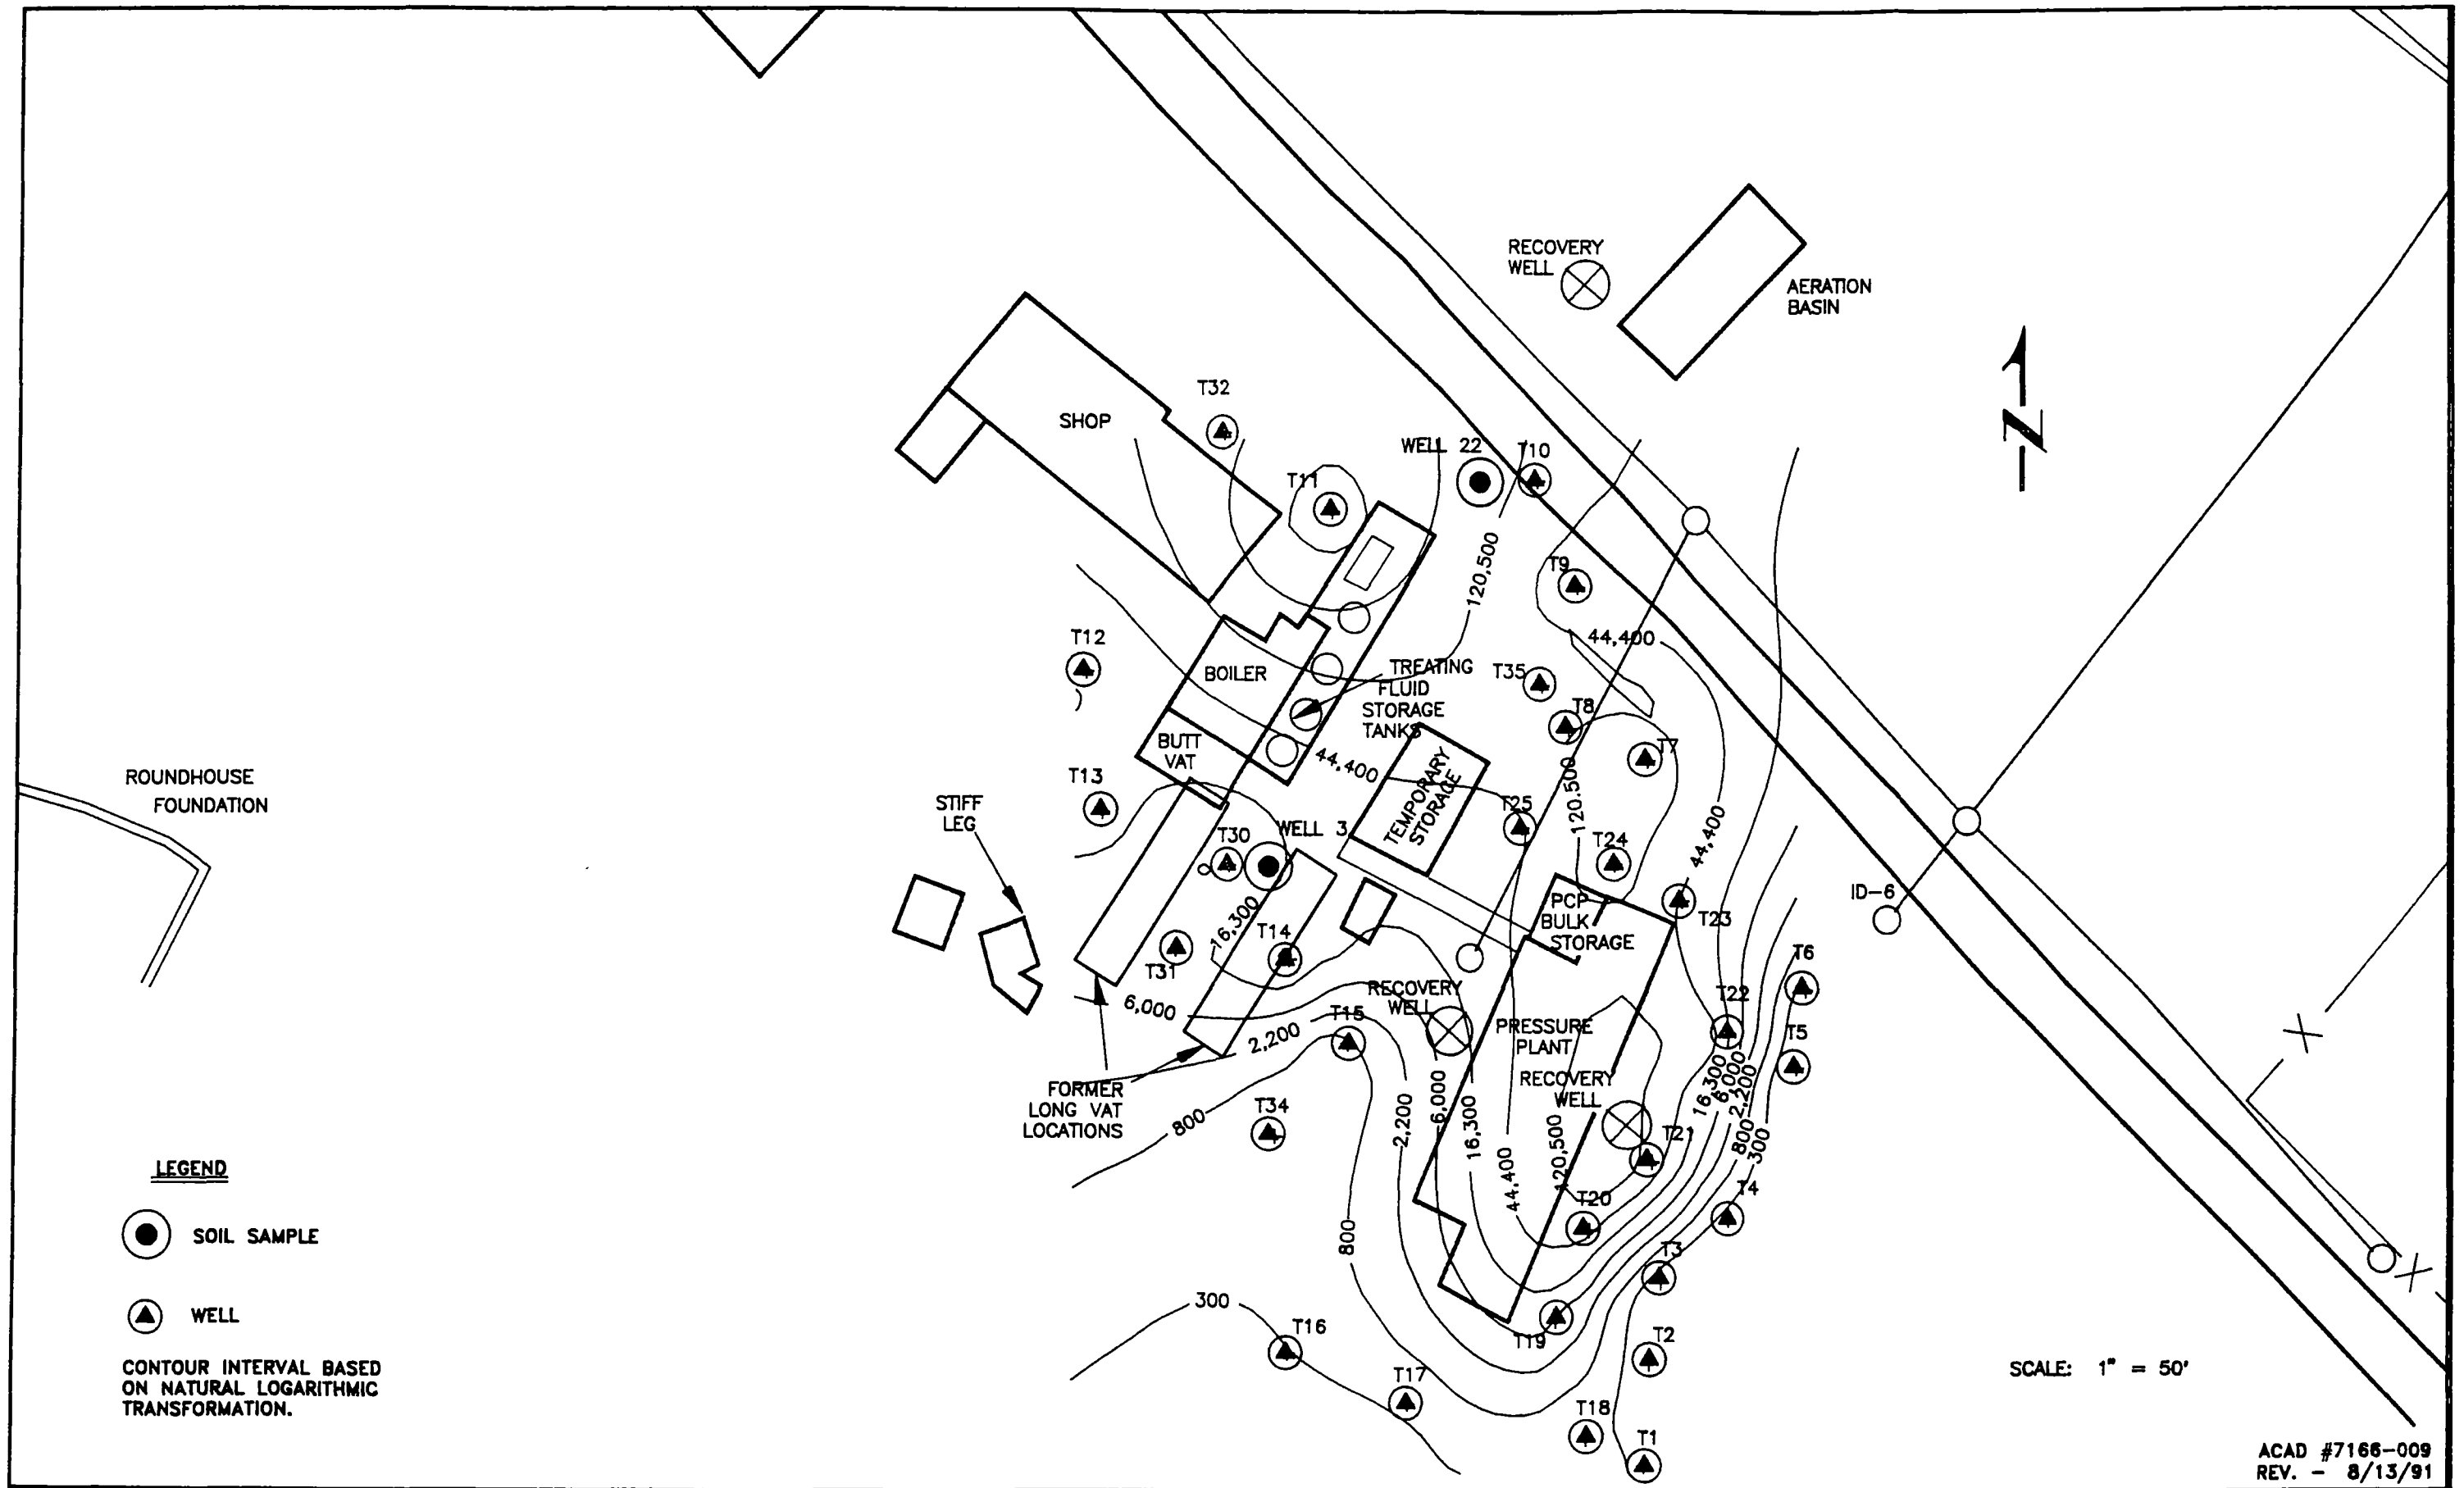 RECOVERY
WELL
AERATION
BASIN
N
T32
SHOP
WELL 22
T10
T11
120,500
T9
44,400
T12
BOILER
TREATING
FLUID
STORAGE
TANKS
T35
T8
T7
BUTT
VAT
44,400
TEMPORARY
STORAGE
120,500
ROUNDHOUSE
FOUNDATION
T13
STIFF
LEG
T25
44,400
T30
WELL 3
T24
ID-6
PCP
BULK
STORAGE
T23
16,300
T14
T31
T6
6,000
RECOVERY
WELL
T22
T15
2,200
PRESSURE
PLANT
T5
RECOVERY
WELL
16,300
6,000
2,200
800
300
FORMER
LONG VAT
LOCATIONS
800
T34
2,200
6,000
16,300
44,400
120,500
T21
T20
T4
LEGEND
SOIL SAMPLE
800
T3
X
X
300
WELL
T16
T19
T2
CONTOUR INTERVAL BASED
ON NATURAL LOGARITHMIC
TRANSFORMATION.
T17
SCALE: 1" = 50'
T18
T1
ACAD #7166-009
REV. - 8/13/91